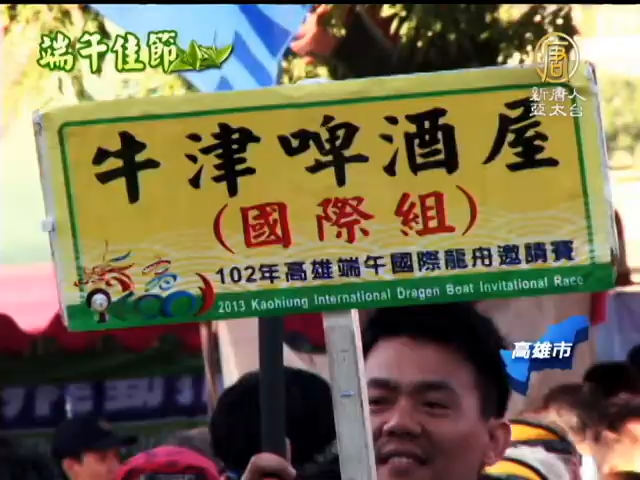 端午佳節
新唐人
亞太台
牛津啤酒屋
(國際組)
102年高雄端午國際龍舟邀請賽
2013 Kaohiung International Dragon Boat Invitational Race
高雄市